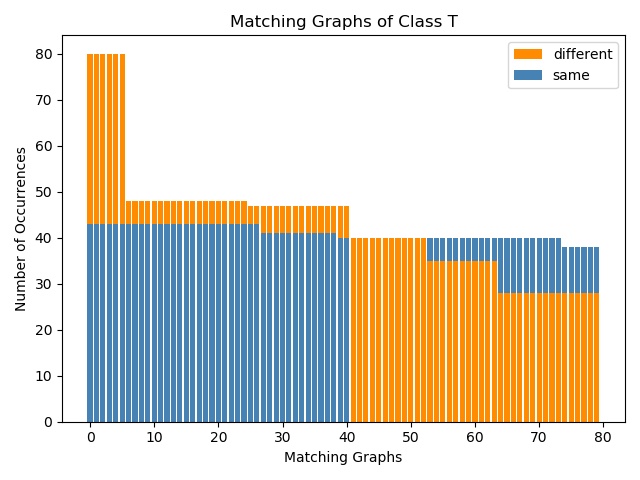 Matching Graphs of Class T
different
same
Number of Occurrences
80
70
60
50
40
30
20
10
0
0 10 20 30 40 50 60 70 80
Matching Graphs